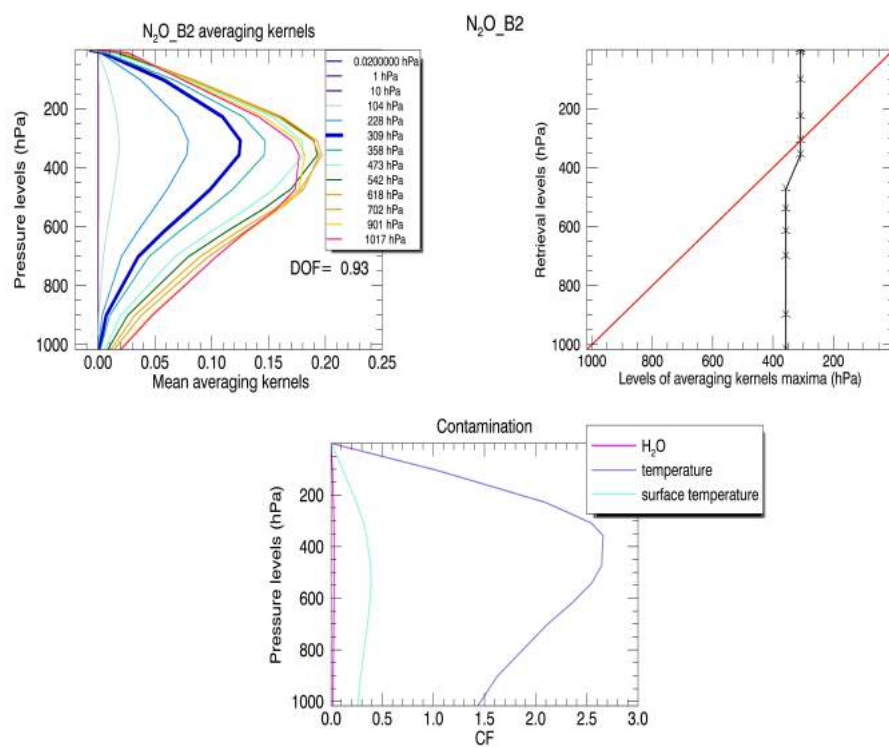 N₂O_B2 averaging kernels
N₂O_B2
0.0200000 hPa
1 hPa
10 hPa
104 hPa
228 hPa
309 hPa
358 hPa
473 hPa
542 hPa
618 hPa
702 hPa
901 hPa
1017 hPa
DOF= 0.93
Pressure levels (hPa)
200
400
600
800
1000
0.00 0.05 0.10 0.15 0.20 0.25
Mean averaging kernels
Retrieval levels (hPa)
200
400
600
800
1000
1000 800 600 400 200
Levels of averaging kernels maxima (hPa)
Contamination
H₂O
temperature
surface temperature
Pressure levels (hPa)
200
400
600
800
1000
0.0 0.5 1.0 1.5 2.0 2.5 3.0
CF